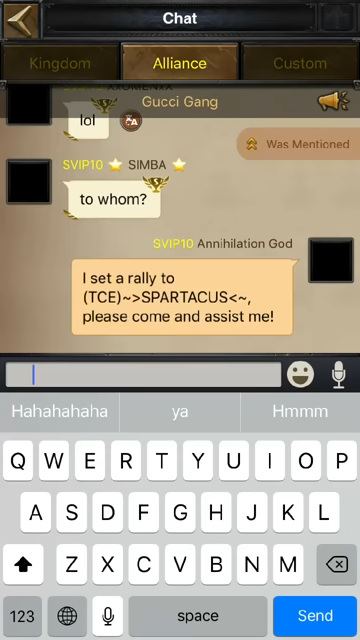 Chat
Kingdom
Alliance
Custom
Gucci Gang
lol
Was Mentioned
SVIP10 SIMBA
to whom?
SVIP10 Annihilation God
I set a rally to
(TCE)~>SPARTACUS<~,
please come and assist me!
Hahahahaha ya Hmmm
Q W E R T Y U I O P
A S D F G H J K L
Z X C V B N M
123 space Send